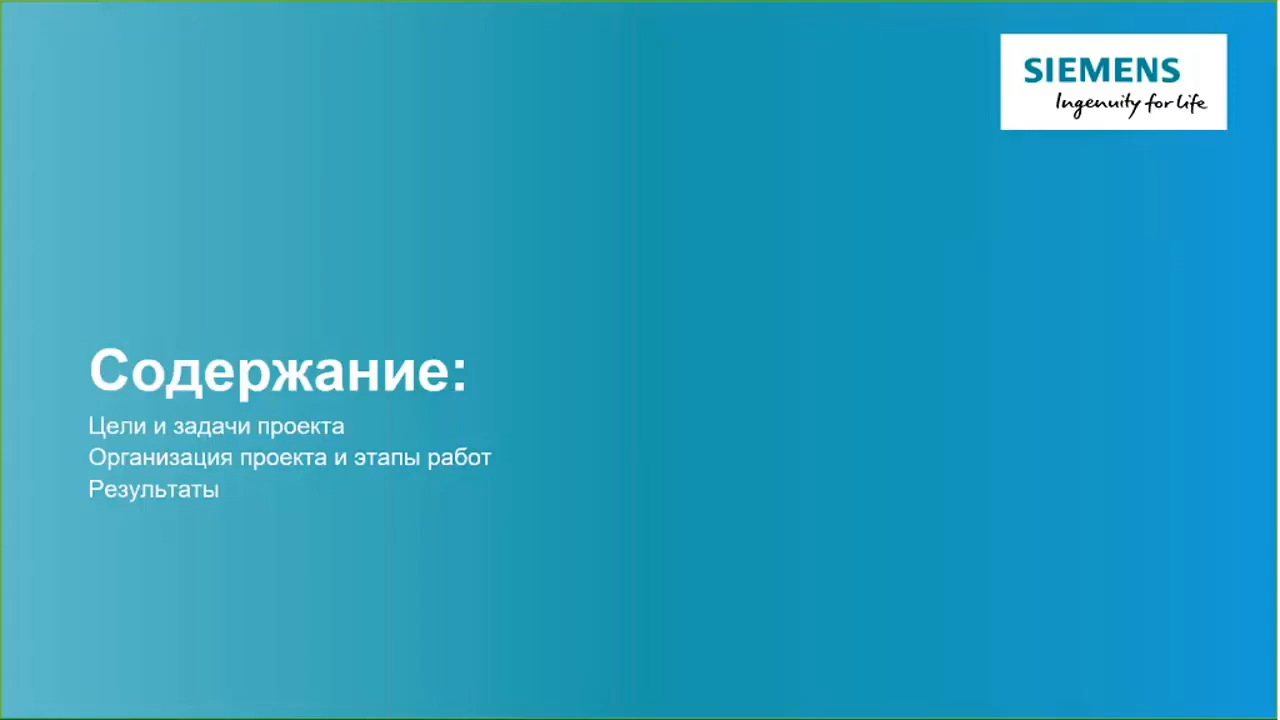 SIEMENS
Ingenuity for life
Содержание:
Цели и задачи проекта
Организация проекта и этапы работ
Результаты